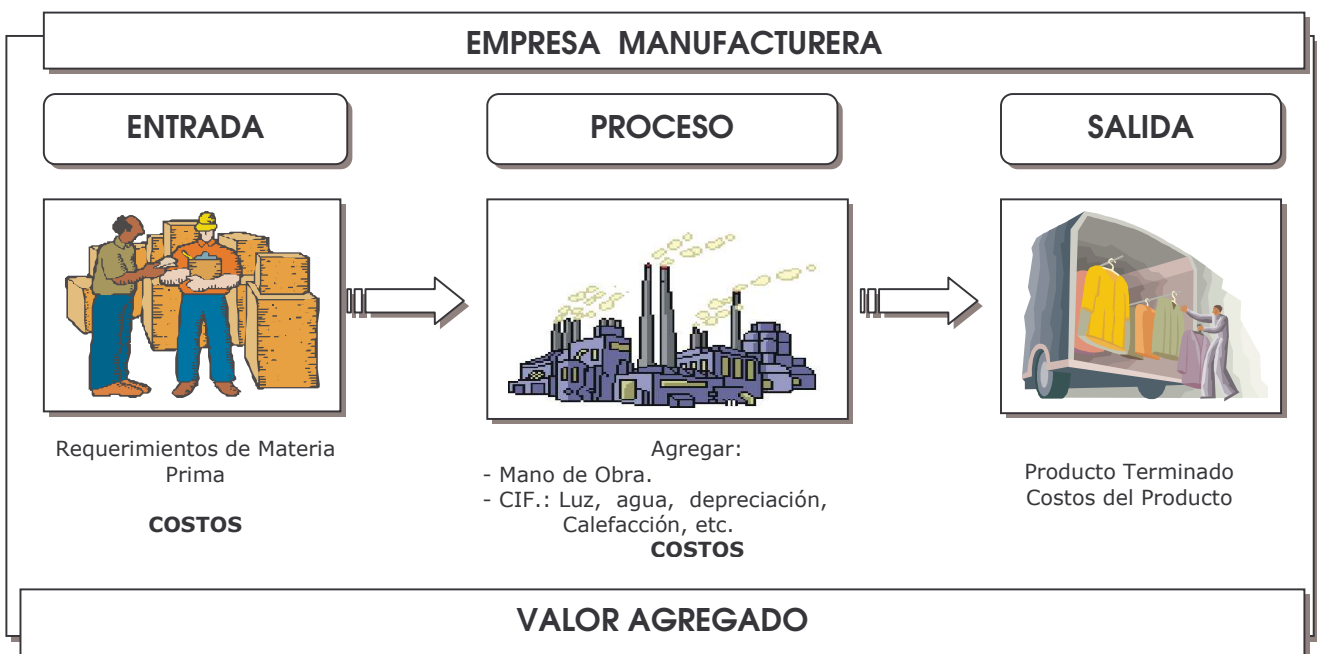 EMPRESA MANUFACTURERA
ENTRADA
PROCESO
SALIDA
Requerimientos de Materia
Prima
COSTOS
Agregar:
- Mano de Obra.
- CIF.: Luz, agua, depreciación,
Calefacción, etc.
COSTOS
Producto Terminado
Costos del Producto
VALOR AGREGADO